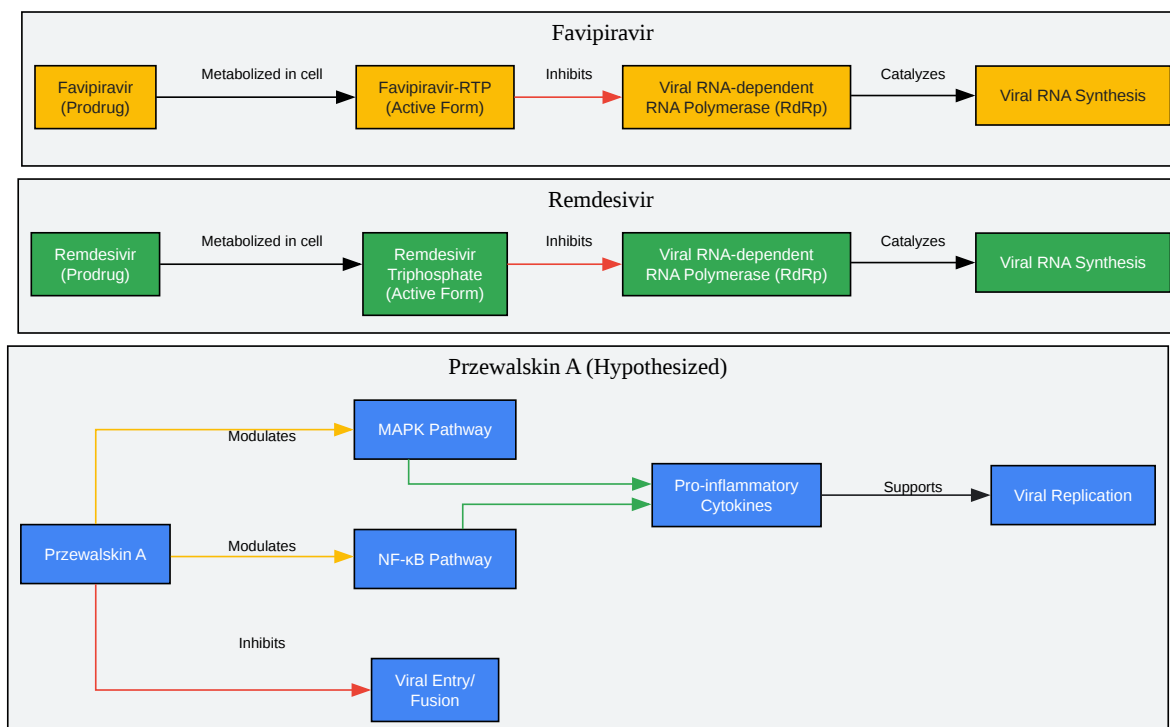 Favipiravir
Favipiravir
(Prodrug)
Metabolized in cell
Favipiravir-RTP
(Active Form)
Inhibits
Viral RNA-dependent
RNA Polymerase (RdRp)
Catalyzes
Viral RNA Synthesis
Remdesivir
Remdesivir
(Prodrug)
Metabolized in cell
Remdesivir
Triphosphate
(Active Form)
Inhibits
Viral RNA-dependent
RNA Polymerase (RdRp)
Catalyzes
Viral RNA Synthesis
Przewalskin A (Hypothesized)
Modulates
MAPK Pathway
Pro-inflammatory
Cytokines
Supports
Viral Replication
Przewalskin A
Modulates
NF-κB Pathway
Inhibits
Viral Entry/
Fusion